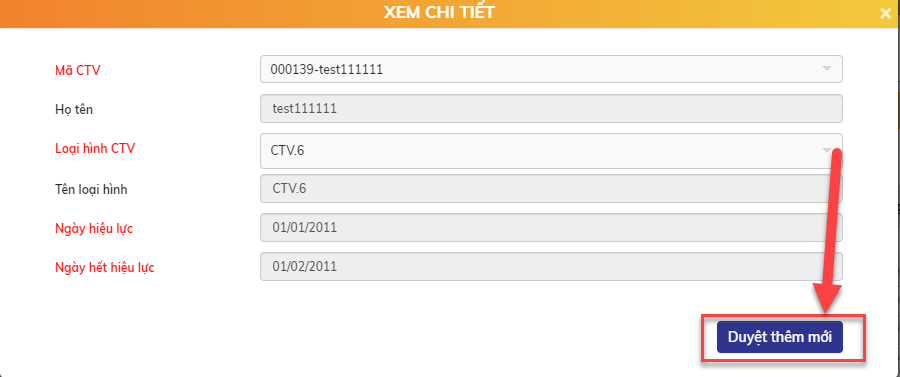 XEM CHI TIẾT
Mã CTV 000139-test111111
Họ tên test111111
Loại hình CTV CTV.6
Tên loại hình CTV.6
Ngày hiệu lực 01/01/2011
Ngày hết hiệu lực 01/02/2011
Duyệt thêm mới